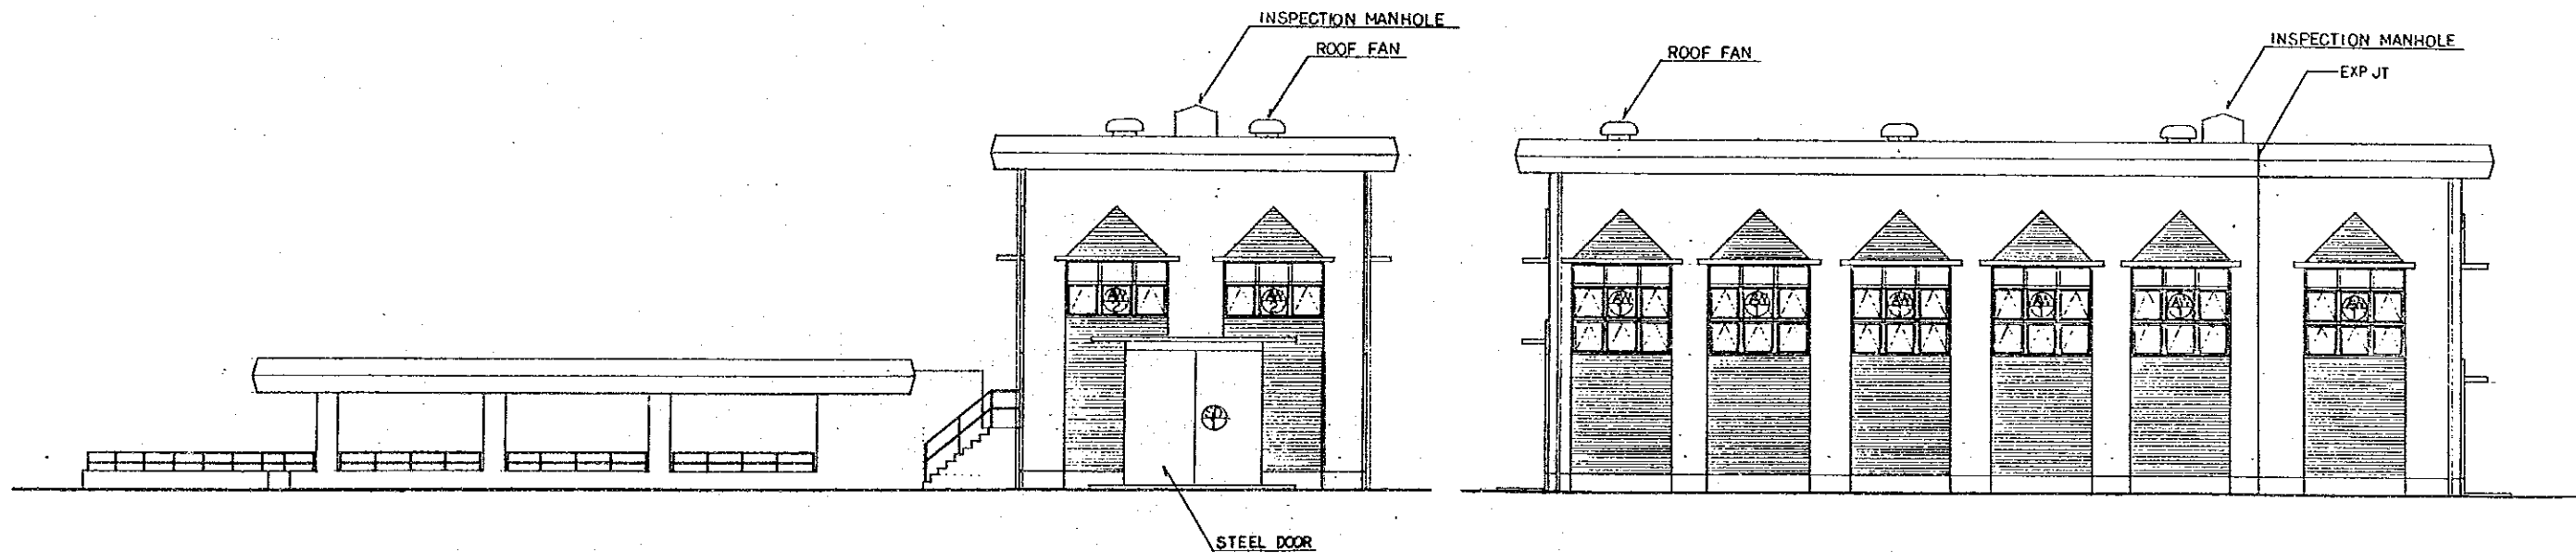 INSPECTION MANHOLE
ROOF FAN
STEEL DOOR
ROOF FAN
INSPECTION MANHOLE
EXP JT